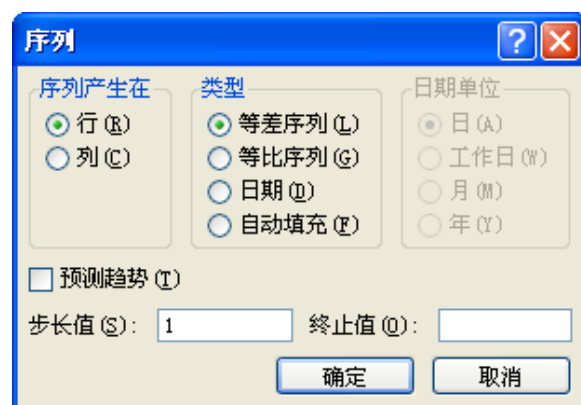 序列
序列产生在 类型 日期单位
行(R) 等差序列(L) 日(A)
列(C) 等比序列(G) 工作日(W)
日期(D) 月(M)
自动填充(F) 年(Y)
预测趋势(T)
步长值(S): 1 终止值(O):
确定 取消